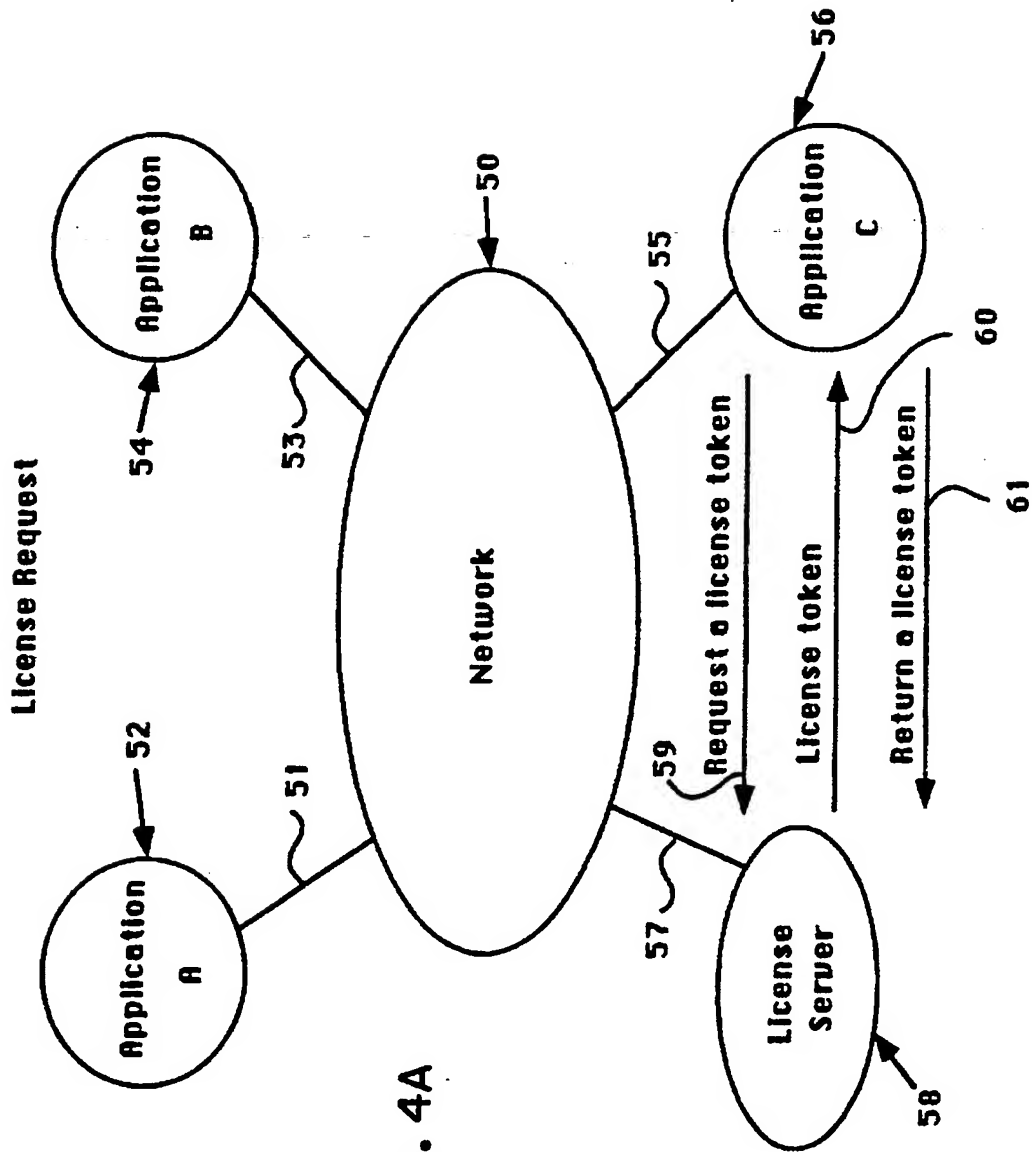 License Request
Application
A
52
51
Application
B
54
53
Network
50
55
Application
C
56
57
License
Server
58
59
Request a license token
License token
60
Return a license token
61
. 4A